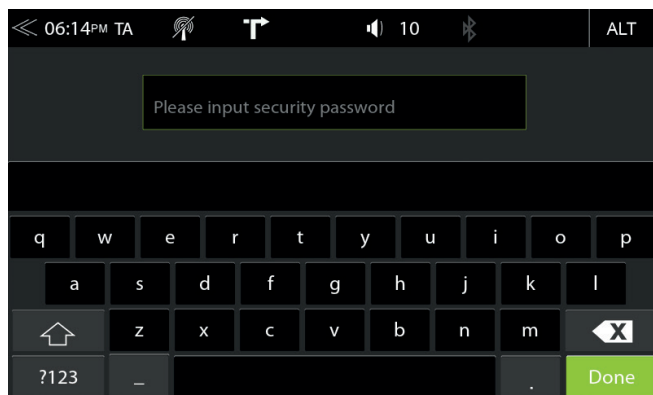 06:14PM TA 10 ALT
Please input security password
q w e r t y u i o p
a s d f g h j k l
z x c v b n m X
?123 _ . Done